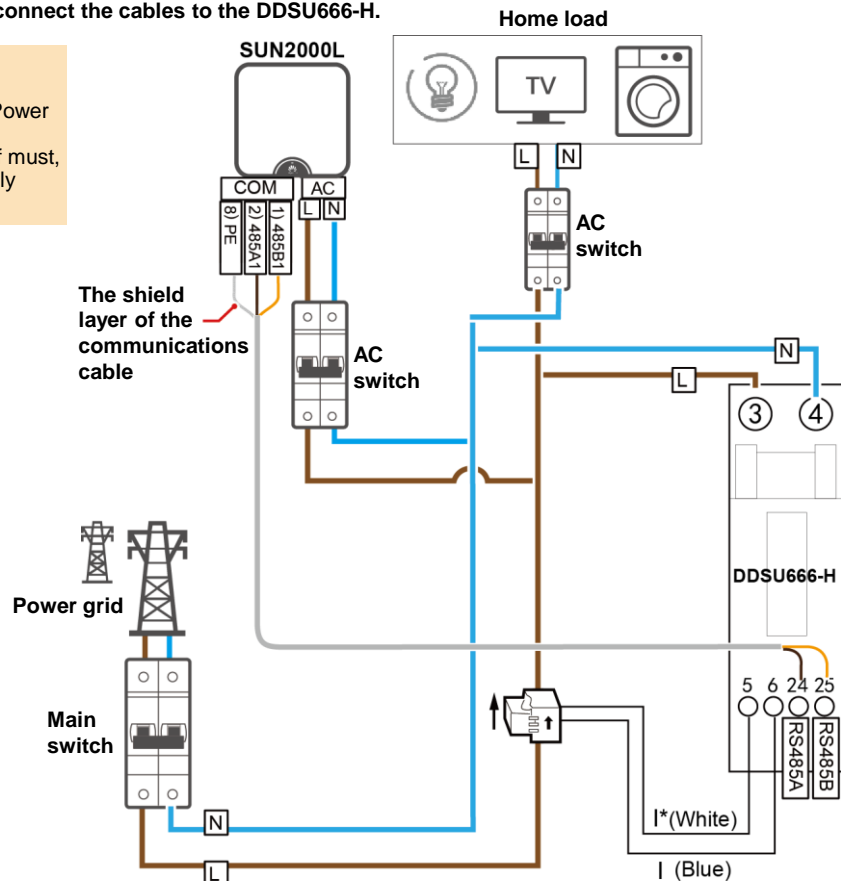 connect the cables to the DDSU666-H.
Home load
SUN2000L
Power
must,
ly
TV
L
N
COM
AC
8) PE
2) 485A1
1) 485B1
L
N
AC
switch
The shield
layer of the
communications
cable
AC
switch
N
L
3
4
DDSU666-H
Power grid
5 6 24 25
RS485A
RS485B
Main
switch
N
I*(White)
L
I (Blue)